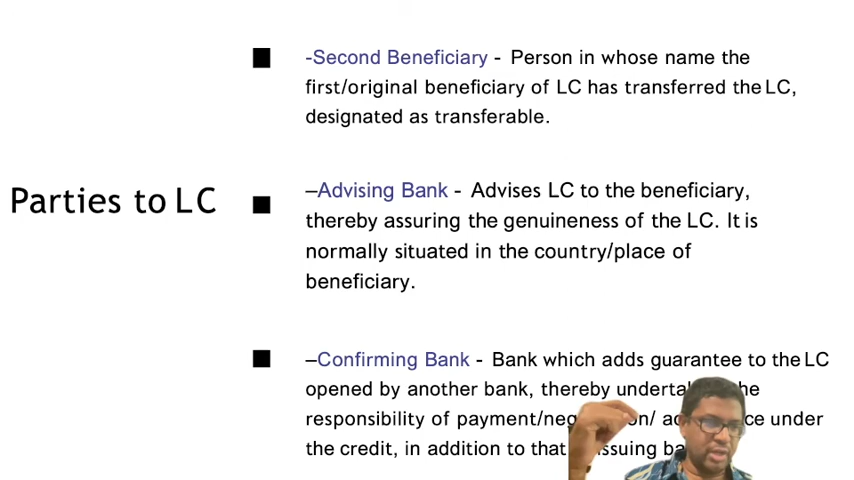 -Second Beneficiary - Person in whose name the
first/original beneficiary of LC has transferred the LC,
designated as transferable.
Parties to LC
–Advising Bank - Advises LC to the beneficiary,
thereby assuring the genuineness of the LC. It is
normally situated in the country/place of
beneficiary.
–Confirming Bank - Bank which adds guarantee to the LC
opened by another bank, thereby
responsibility of under
the credit, in addition to that